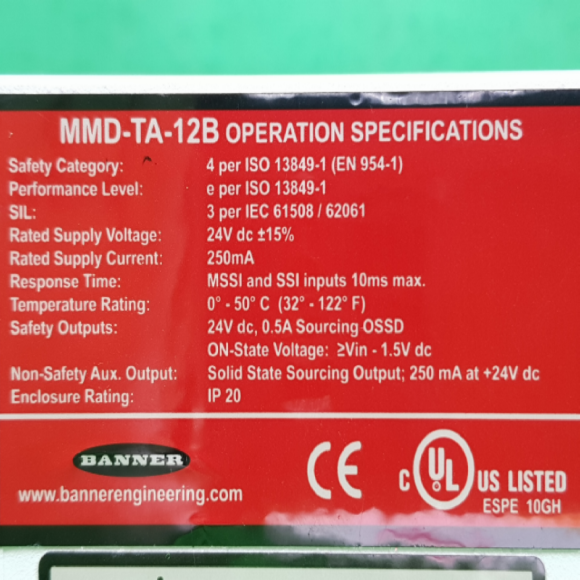 MMD-TA-12B OPERATION SPECIFICATIONS
Safety Category: 4 per ISO 13849-1 (EN 954-1)
Performance Level: e per ISO 13849-1
SIL: 3 per IEC 61508 / 62061
Rated Supply Voltage: 24V dc ±15%
Rated Supply Current: 250mA
Response Time: MSSI and SSI inputs 10ms max.
Temperature Rating: 0° - 50° C (32° - 122° F)
Safety Outputs: 24V dc, 0.5A Sourcing OSSD
ON-State Voltage: ≥Vin - 1.5V dc
Non-Safety Aux. Output: Solid State Sourcing Output; 250 mA at +24V dc
Enclosure Rating: IP 20
BANNER
www.bannerengineering.com
CE
C UL US LISTED
ESPE 10GH